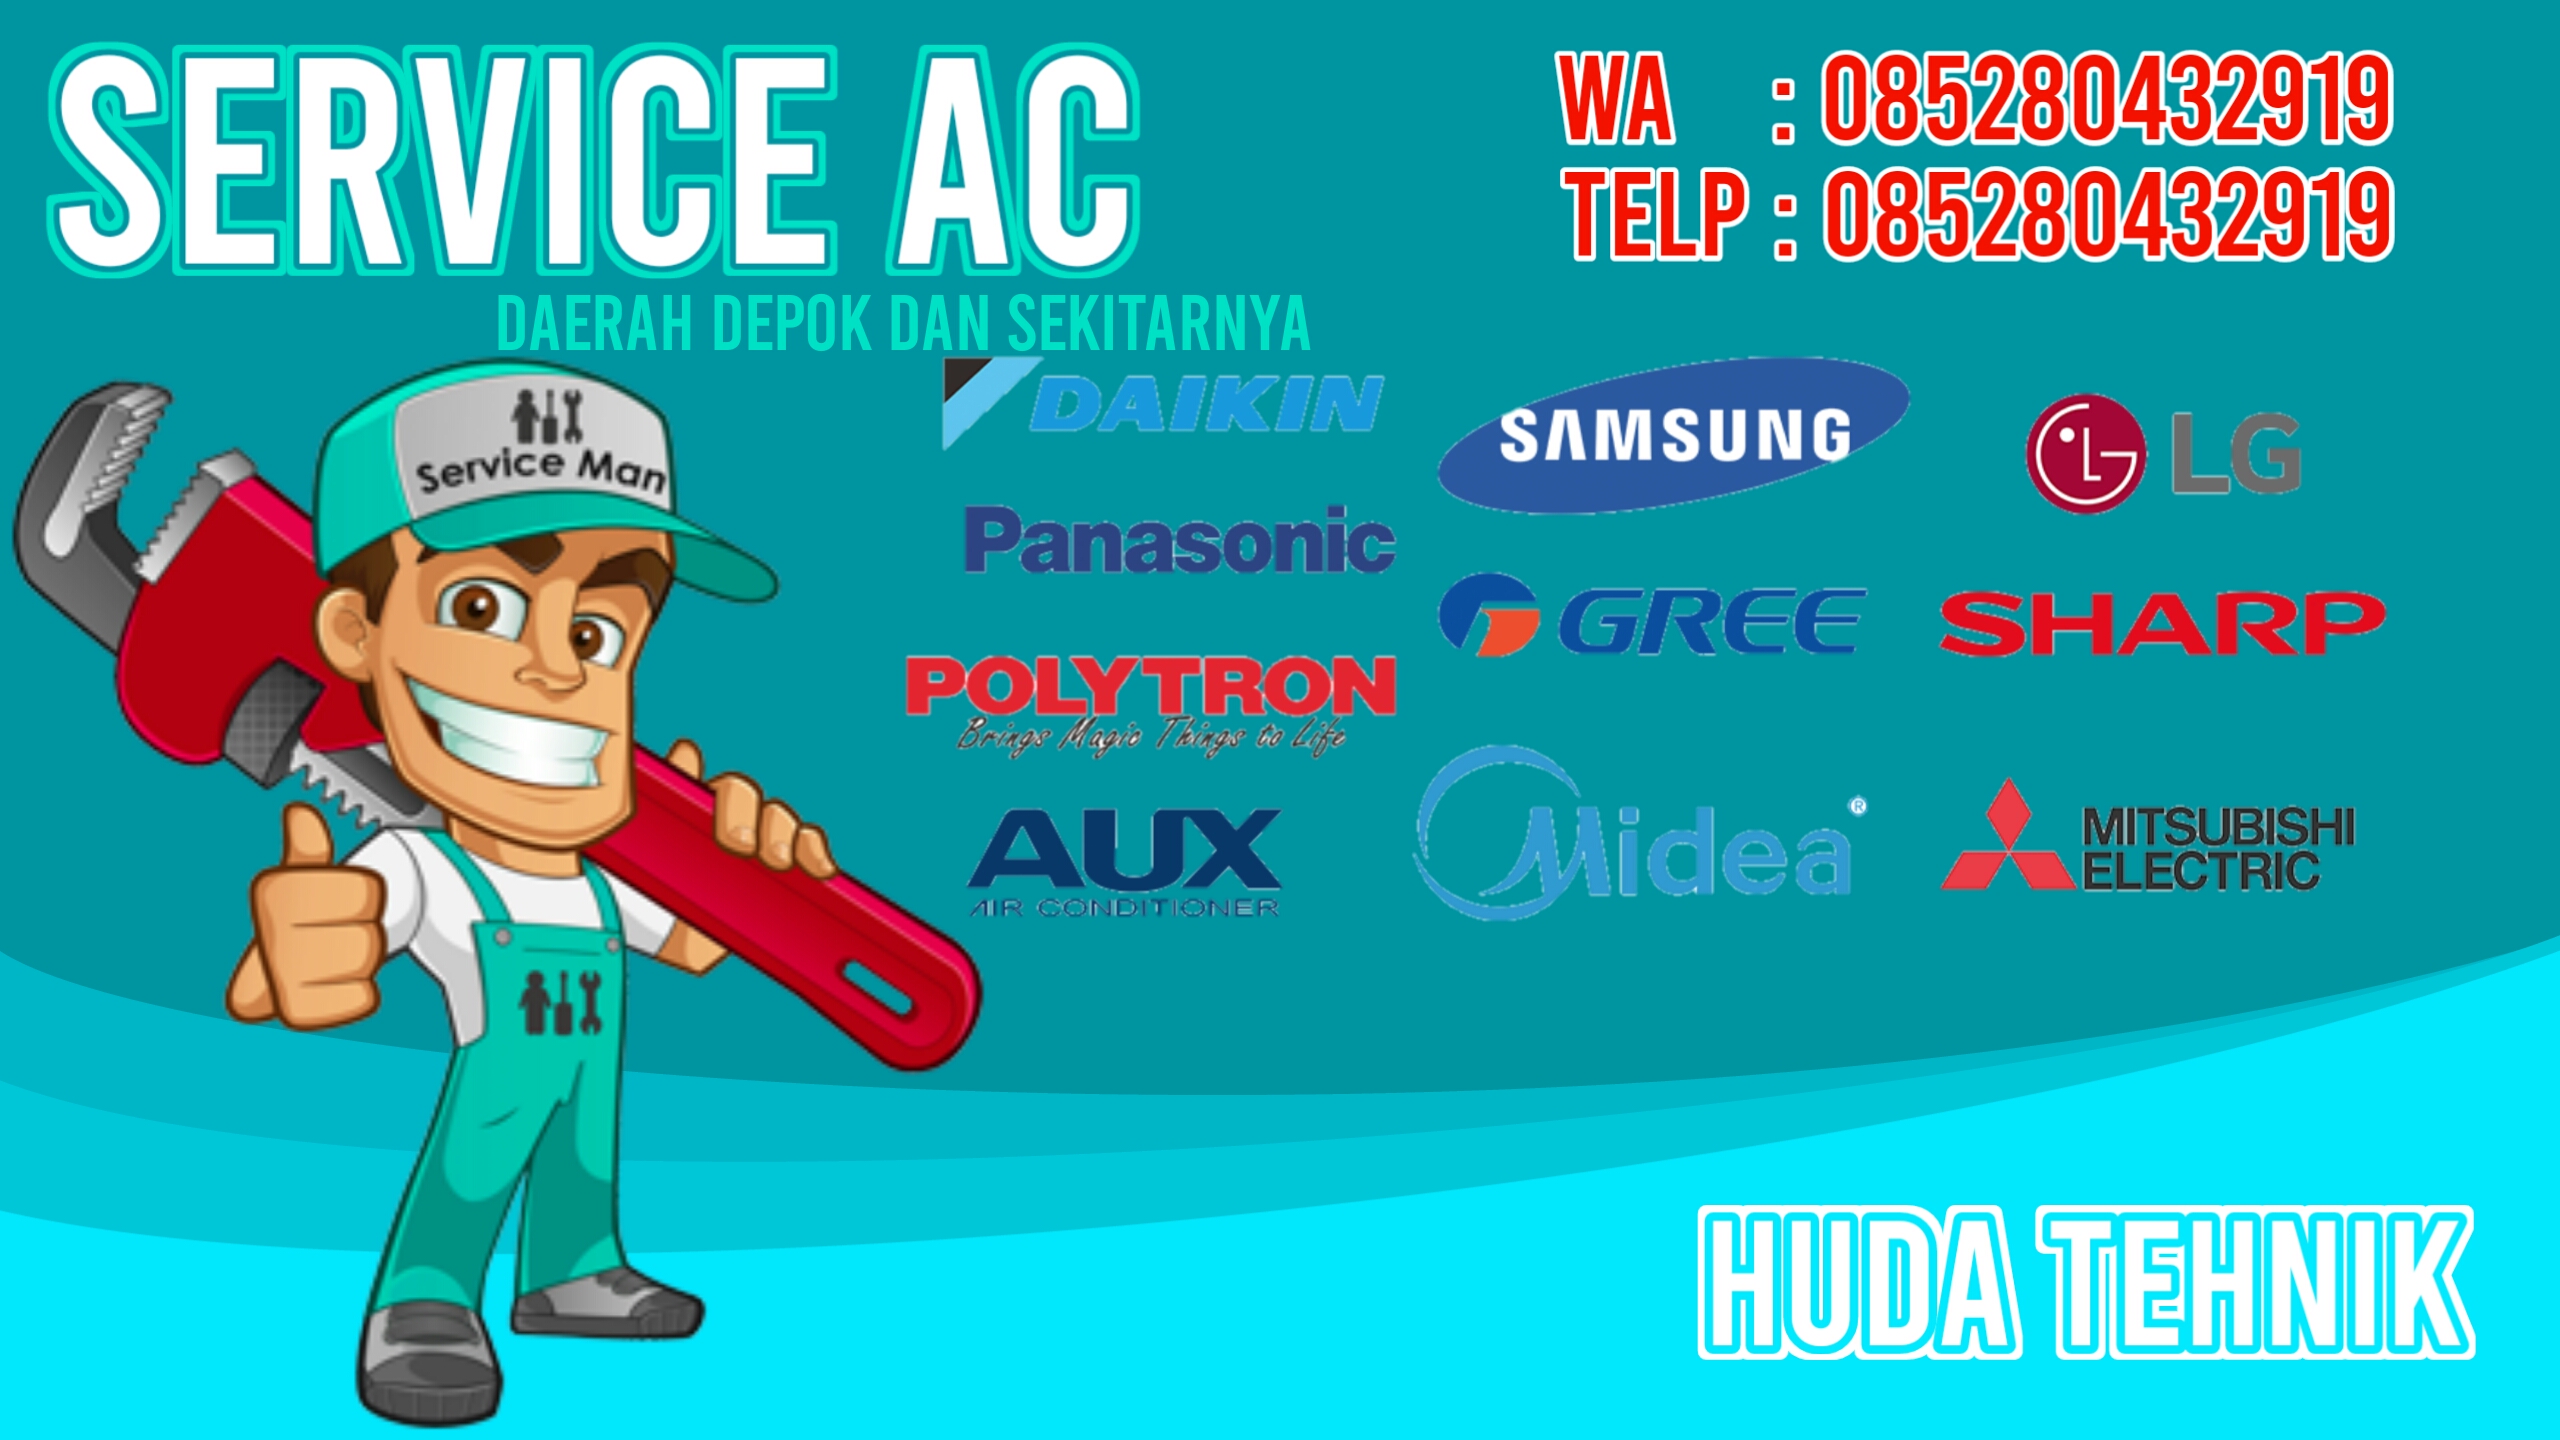 SERVICE AC
DAERAH DEPOK DAN SEKITARNYA
WA : 085280432919
TELP : 085280432919
Service Man
DAIKIN
SAMSUNG
LG
Panasonic
GREE
SHARP
POLYTRON
Brings Magic Things to Life
AUX
AIR CONDITIONER
Midea®
MITSUBISHI
ELECTRIC
HUDA TEHNIK